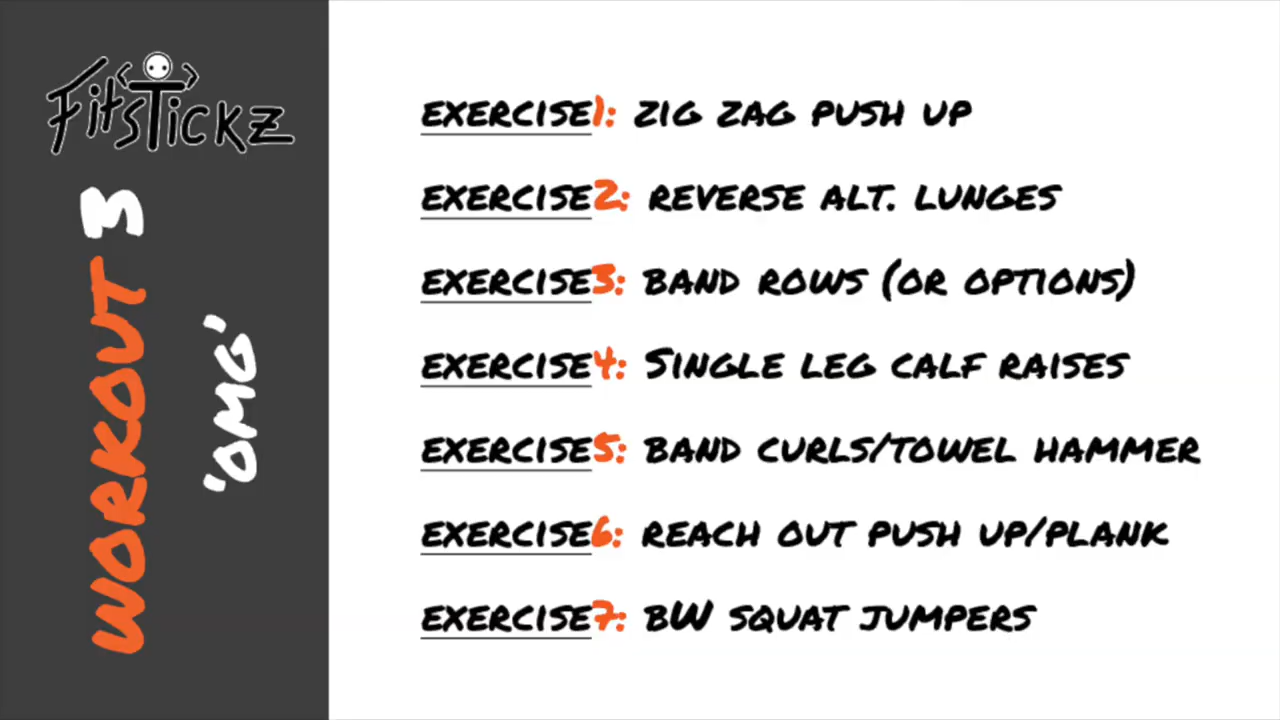 FitsTickz
WORKOUT 3
'OMG'
EXERCISE1: ZIG ZAG PUSH UP
EXERCISE2: REVERSE ALT. LUNGES
EXERCISE3: BAND ROWS (OR OPTIONS)
EXERCISE4: SINGLE LEG CALF RAISES
EXERCISE5: BAND CURLS/TOWEL HAMMER
EXERCISE6: REACH OUT PUSH UP/PLANK
EXERCISE7: BW SQUAT JUMPERS